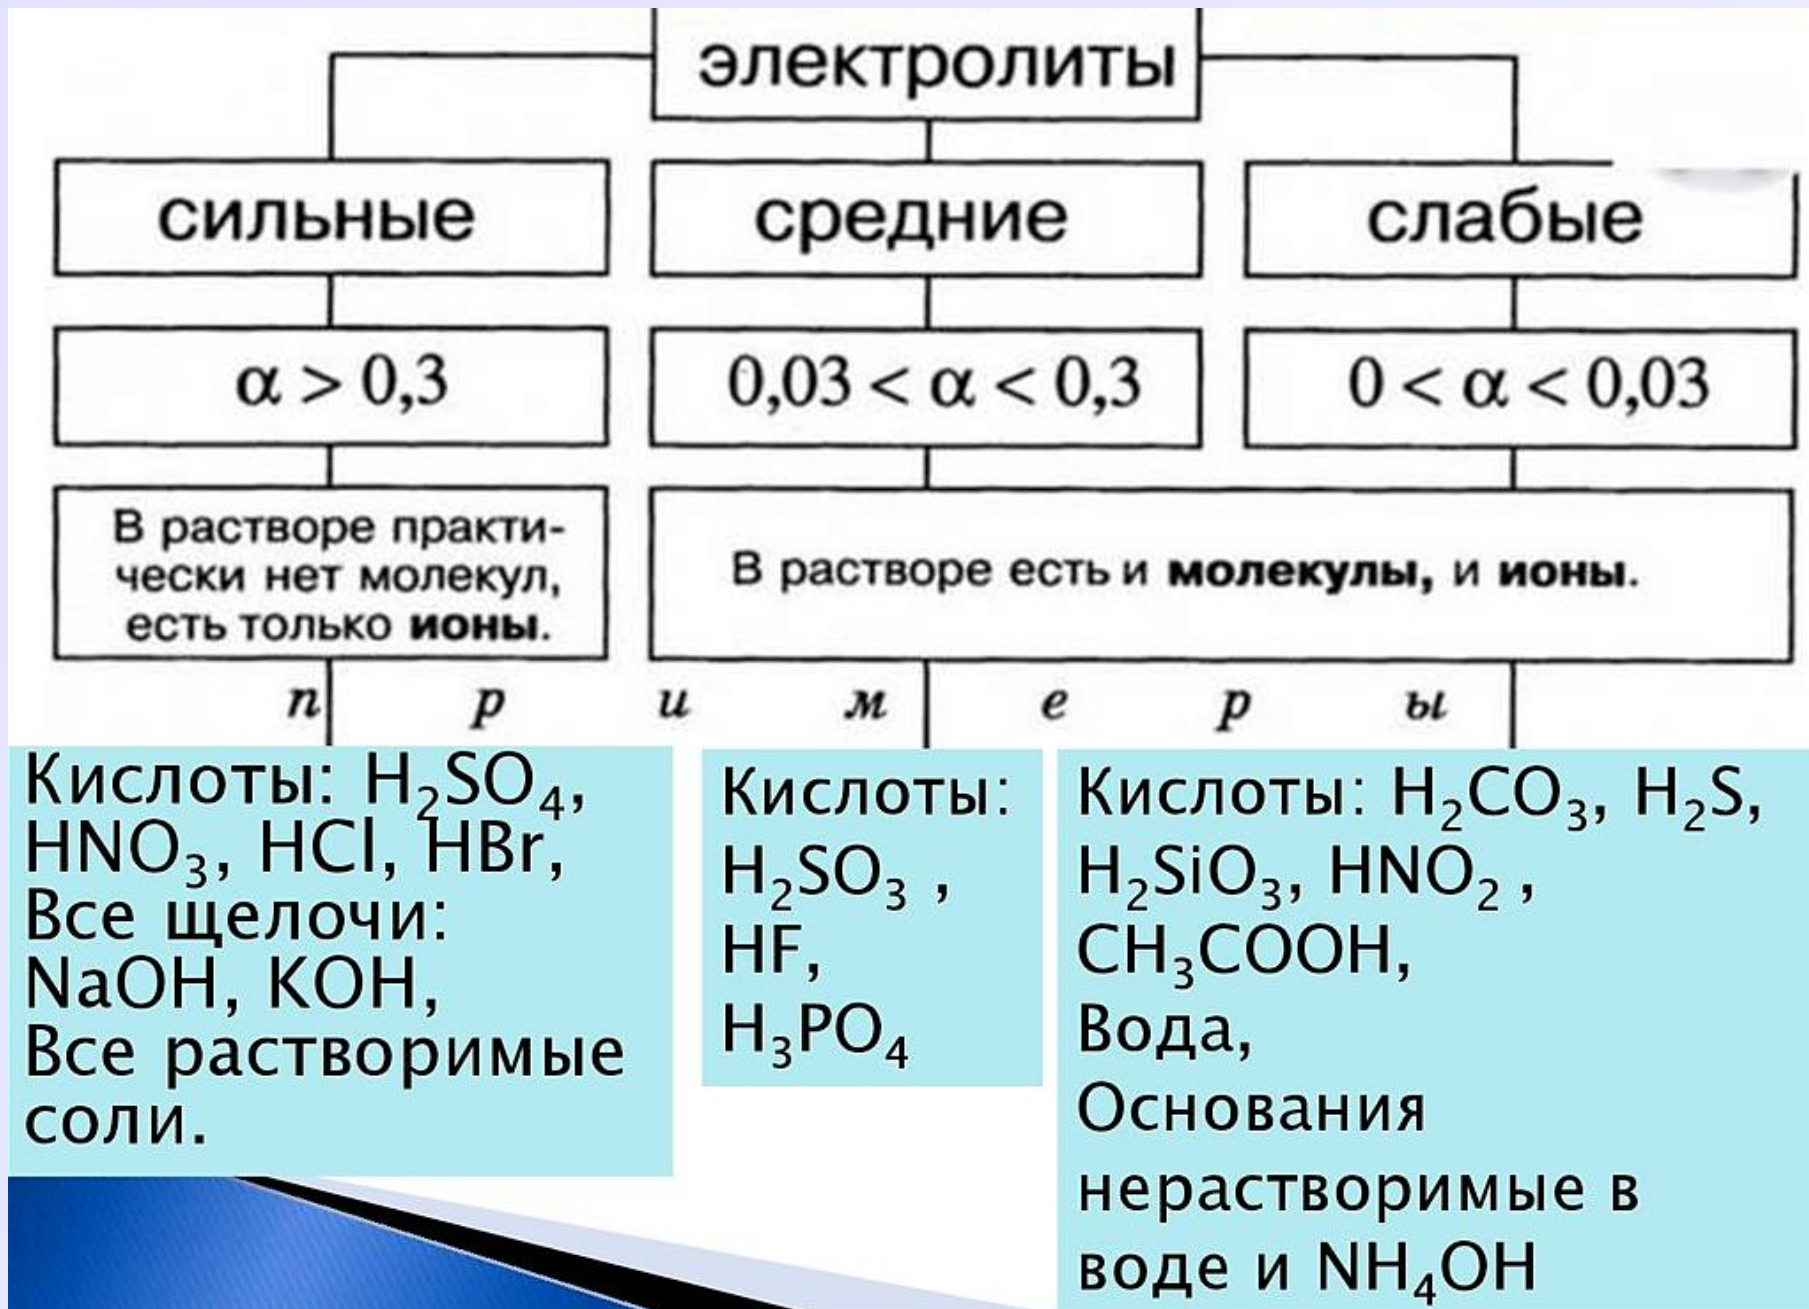 электролиты
сильные
средние
слабые
α > 0,3
0,03 < α < 0,3
0 < α < 0,03
В растворе практи-
чески нет молекул,
есть только ионы.
В растворе есть и молекулы, и ионы.
п р и м е р ы
Кислоты: H₂SO₄,
HNO₃, HCl, HBr,
Все щелочи:
NaOH, KOH,
Все растворимые
соли.
Кислоты:
H₂SO₃ ,
HF,
H₃PO₄
Кислоты: H₂CO₃, H₂S,
H₂SiO₃, HNO₂ ,
CH₃COOH,
Вода,
Основания
нерастворимые в
воде и NH₄OH